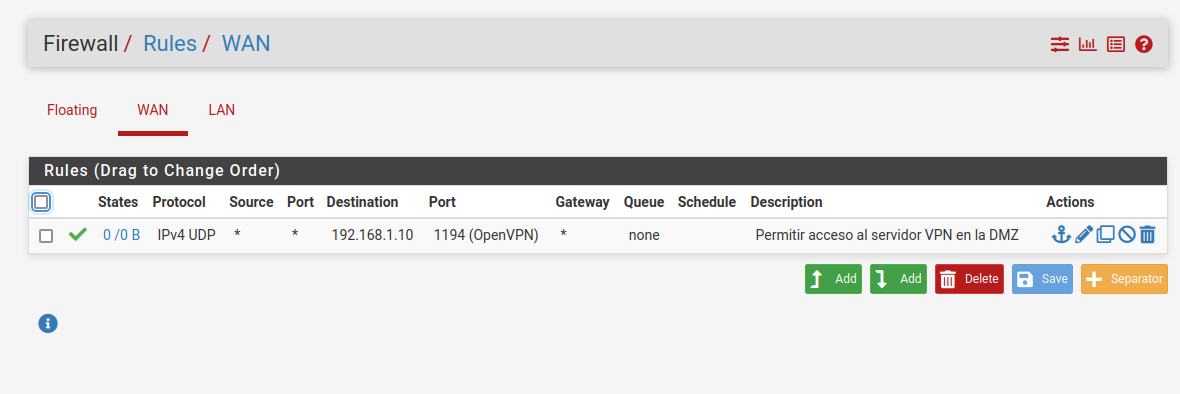 Firewall / Rules / WAN
Floating WAN LAN
Rules (Drag to Change Order)
States Protocol Source Port Destination Port Gateway Queue Schedule Description Actions
0 /0 B IPv4 UDP * * 192.168.1.10 1194 (OpenVPN) * none Permitir acceso al servidor VPN en la DMZ
Add Add Delete Save Separator